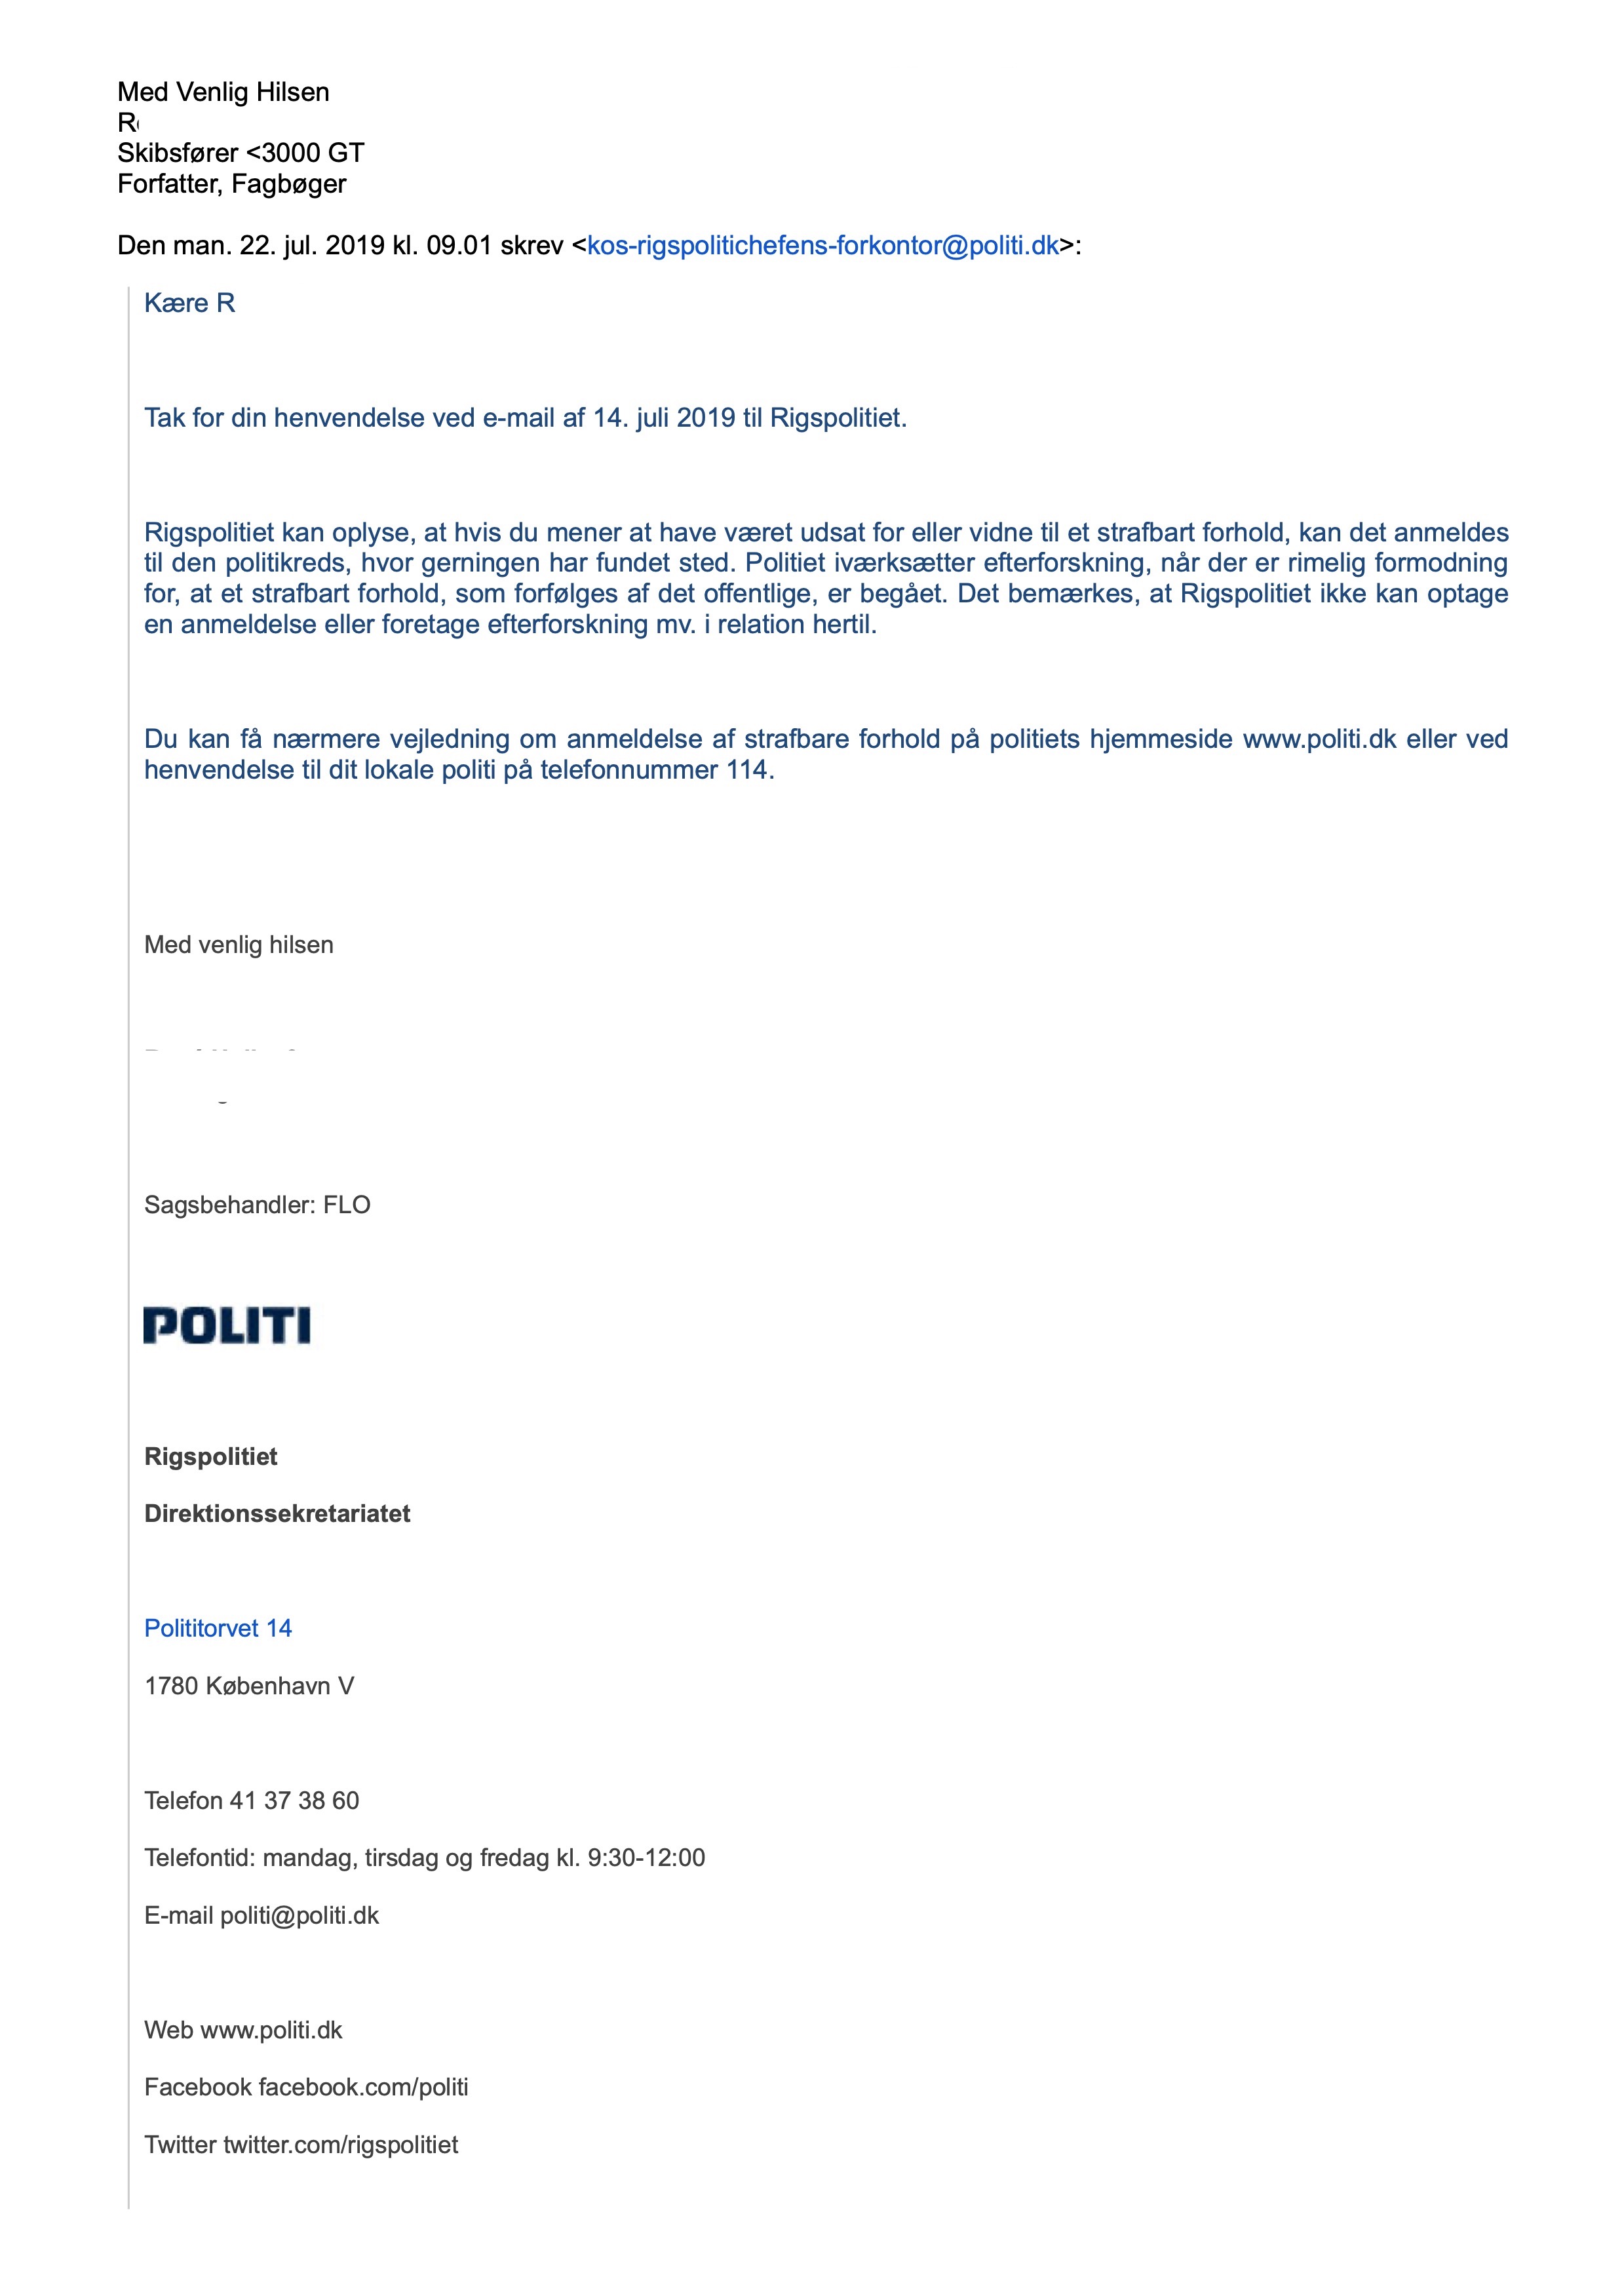 Med Venlig Hilsen
R
Skibsfører <3000 GT
Forfatter, Fagbøger
Den man. 22. jul. 2019 kl. 09.01 skrev <kos-rigspolitichefens-forkontor@politi.dk>:
Kære R
Tak for din henvendelse ved e-mail af 14. juli 2019 til Rigspolitiet.
Rigspolitiet kan oplyse, at hvis du mener at have været udsat for eller vidne til et strafbart forhold, kan det anmeldes
til den politikreds, hvor gerningen har fundet sted. Politiet iværksætter efterforskning, når der er rimelig formodning
for, at et strafbart forhold, som forfølges af det offentlige, er begået. Det bemærkes, at Rigspolitiet ikke kan optage
en anmeldelse eller foretage efterforskning mv. i relation hertil.
Du kan få nærmere vejledning om anmeldelse af strafbare forhold på politiets hjemmeside www.politi.dk eller ved
henvendelse til dit lokale politi på telefonnummer 114.
Med venlig hilsen
Sagsbehandler: FLO
POLITI
Rigspolitiet
Direktionssekretariatet
Polititorvet 14
1780 København V
Telefon 41 37 38 60
Telefontid: mandag, tirsdag og fredag kl. 9:30-12:00
E-mail politi@politi.dk
Web www.politi.dk
Facebook facebook.com/politi
Twitter twitter.com/rigspolitiet